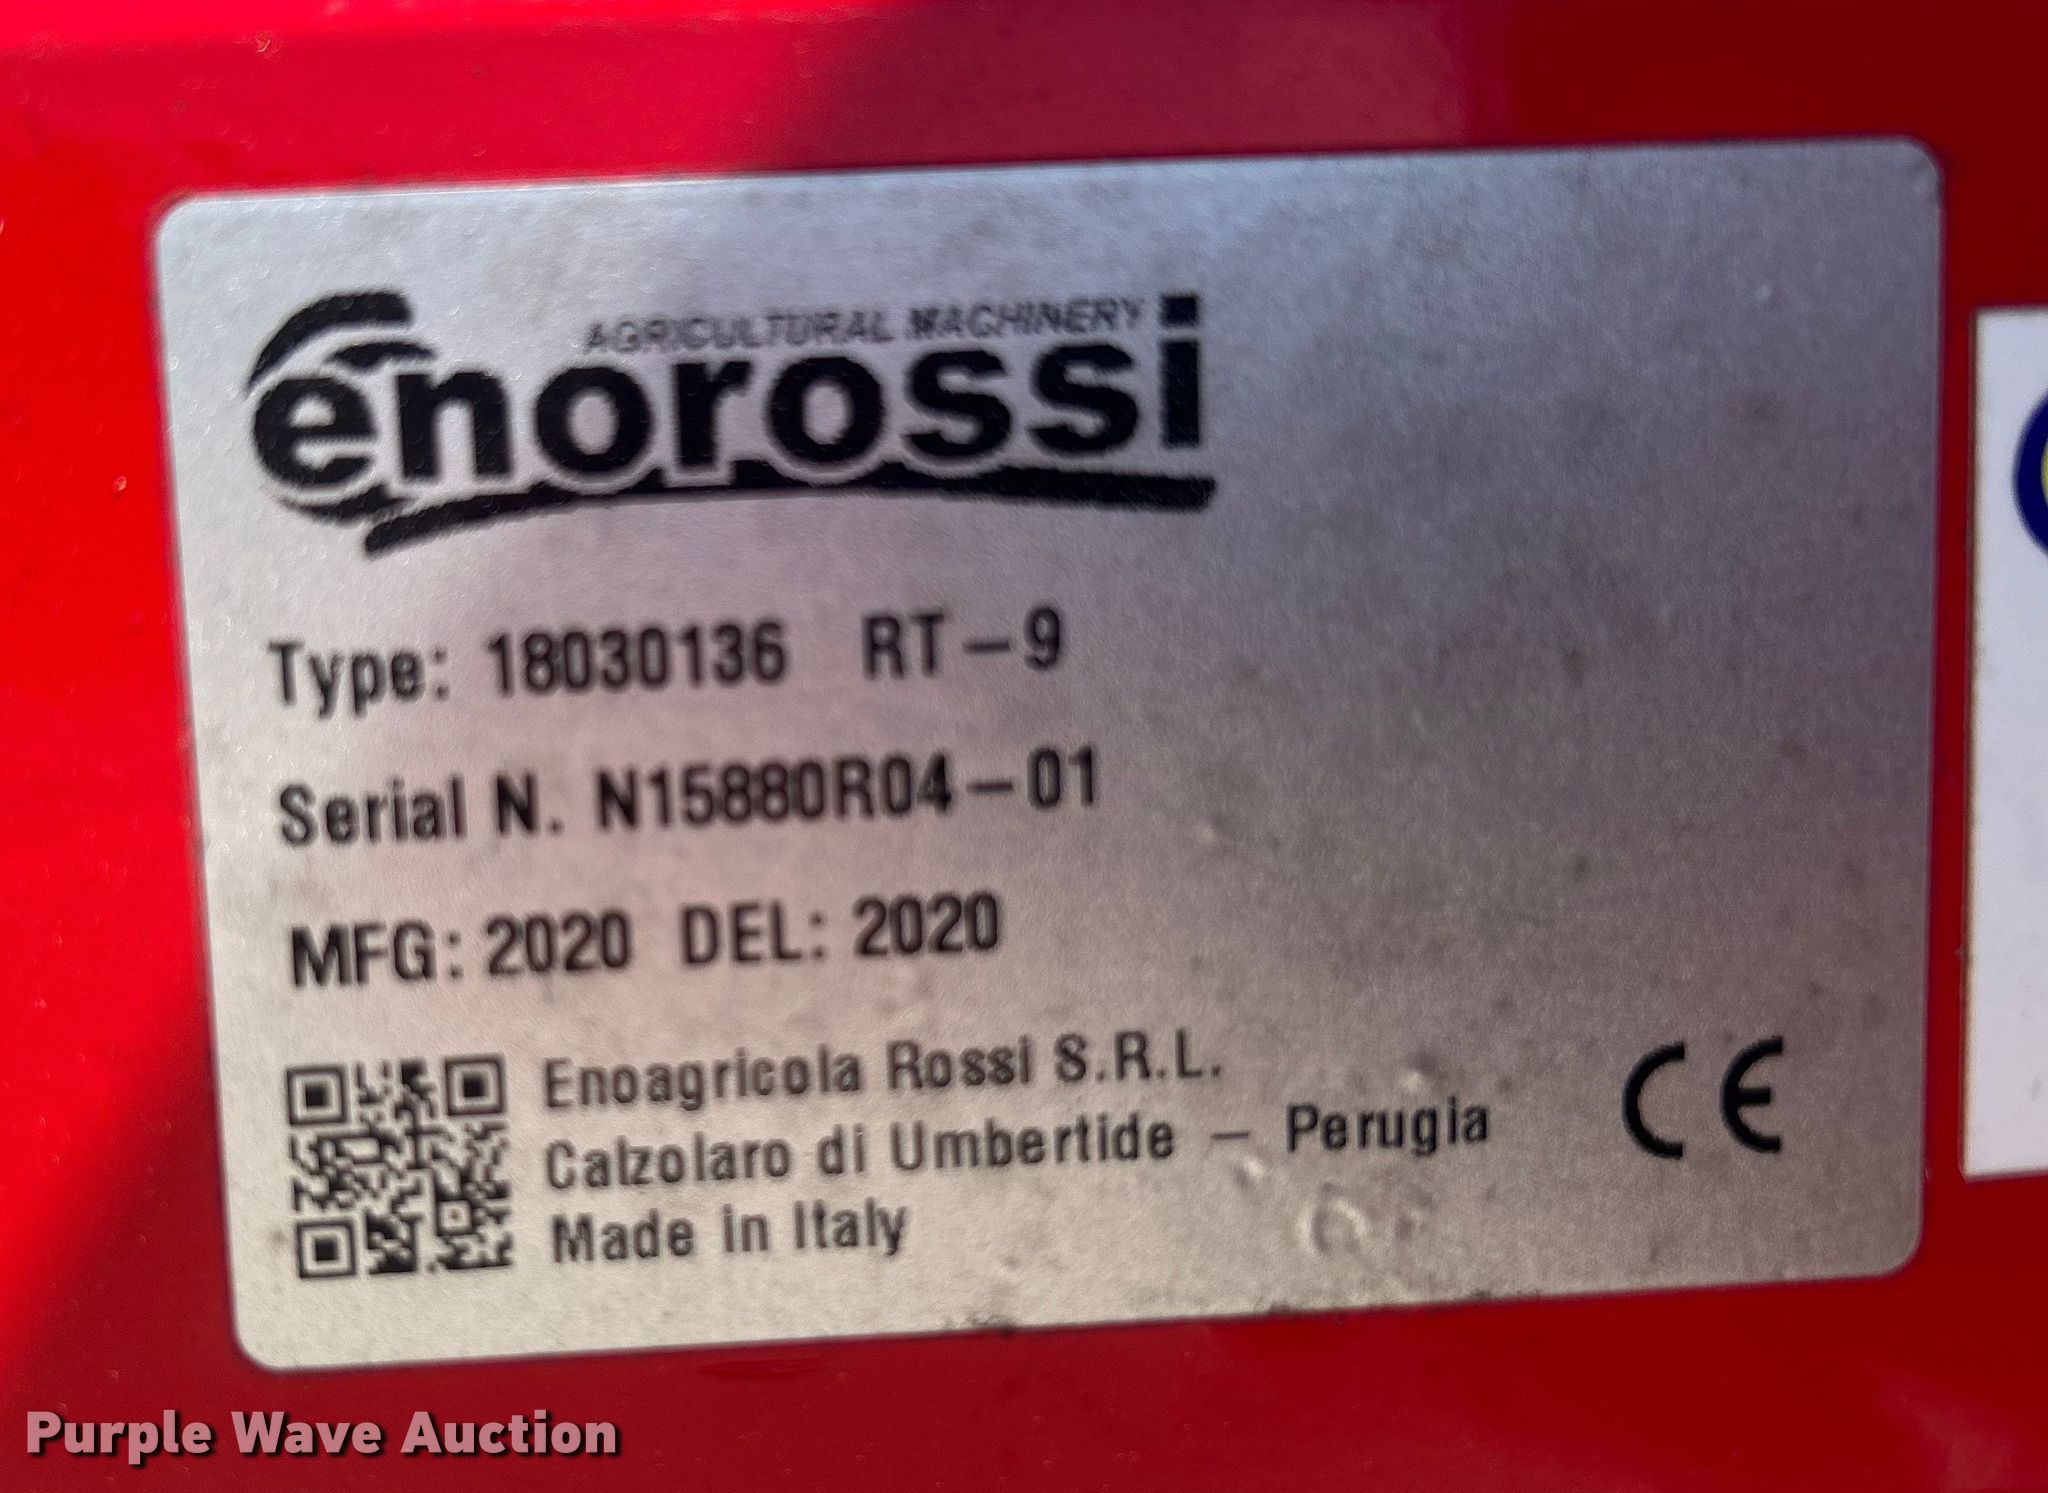 AGRICULTURAL MACHINERY
enorossi
Type: 18030136 RT-9
Serial N. N15880R04-01
MFG: 2020 DEL: 2020
Enoagricola Rossi S.R.L.
Calzolaro di Umbertide - Perugia
Made in Italy
CE
Purple Wave Auction